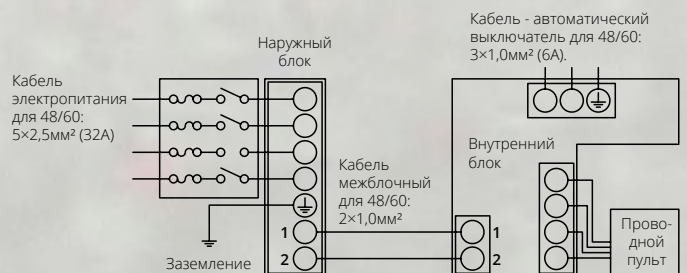 Кабель - автоматический
выключатель для 48/60:
3×1,0мм² (6А).
Наружный
блок
Кабель
электропитания
для 48/60:
5×2,5мм² (32А)
Внутренний
блок
Кабель
межблочный
для 48/60:
2×1,0мм²
1
1
2
2
Заземление
Прово-
дной
пульт